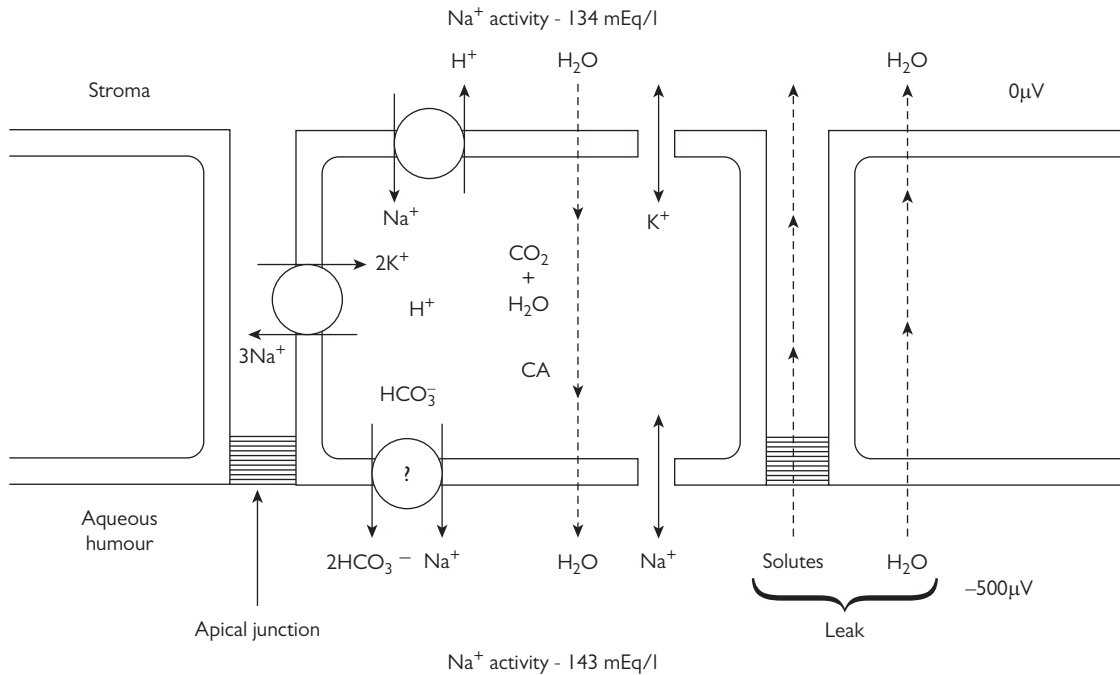 Na⁺ activity - 134 mEq/l
H⁺
H₂O
H₂O
Stroma
0µV
Na⁺
K⁺
2K⁺
CO₂
+
H₂O
H⁺
3Na⁺
CA
HCO₃⁻
?
Aqueous
humour
2HCO₃⁻
Na⁺
H₂O
Na⁺
Solutes
H₂O
–500µV
Apical junction
Leak
Na⁺ activity - 143 mEq/l